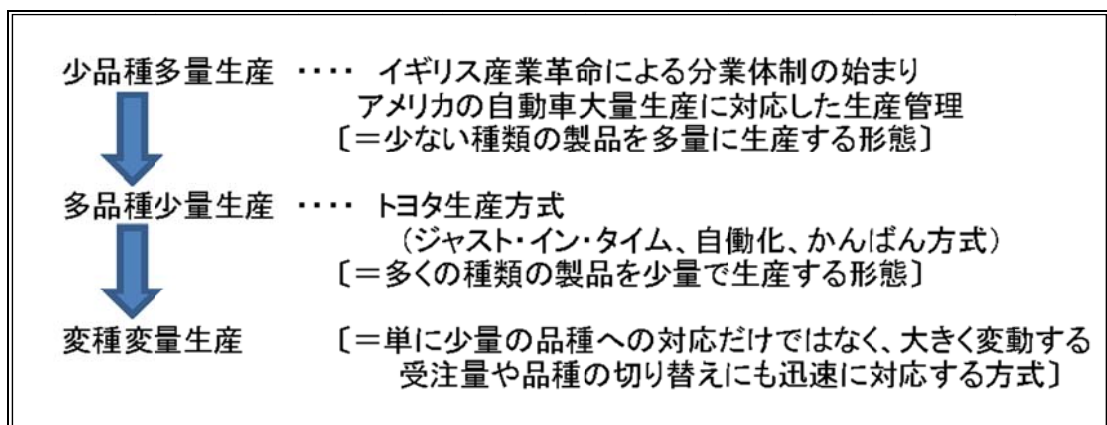 少品種多量生産 ････ イギリス産業革命による分業体制の始まり
アメリカの自動車大量生産に対応した生産管理
〔＝少ない種類の製品を多量に生産する形態〕
多品種少量生産 ････ トヨタ生産方式
（ジャスト・イン・タイム、自働化、かんばん方式）
〔＝多くの種類の製品を少量で生産する形態〕
変種変量生産 〔＝単に少量の品種への対応だけではなく、大きく変動する
受注量や品種の切り替えにも迅速に対応する方式〕